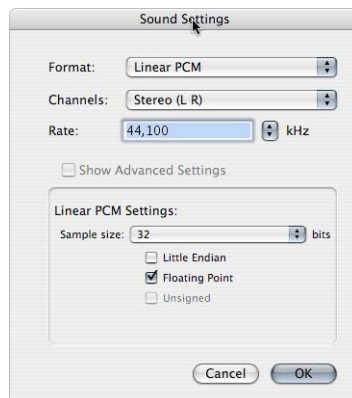 Sound Settings
Format: Linear PCM
Channels: Stereo (L R)
Rate: 44,100 kHz
Show Advanced Settings
Linear PCM Settings:
Sample size: 32 bits
Little Endian
Floating Point
Unsigned
Cancel OK